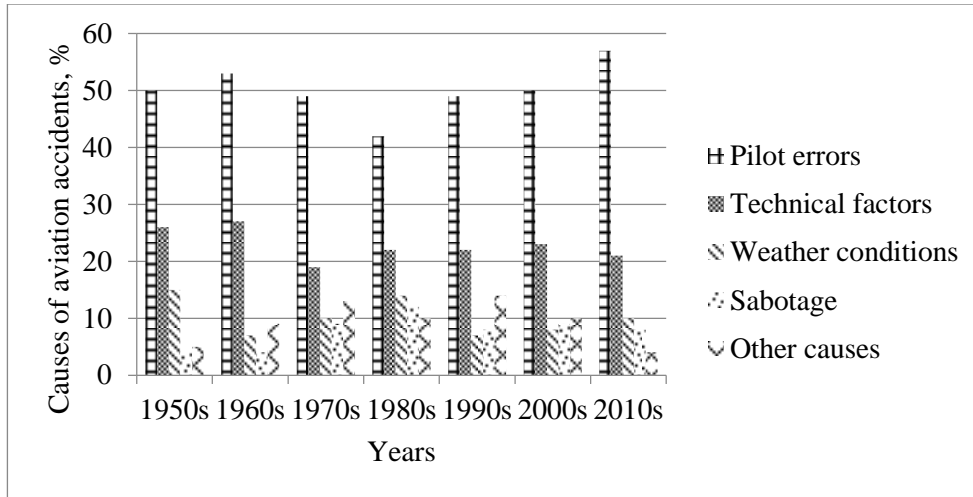 Causes of aviation accidents, %
60
50
40
30
20
10
0
1950s 1960s 1970s 1980s 1990s 2000s 2010s
Years
Pilot errors
Technical factors
Weather conditions
Sabotage
Other causes